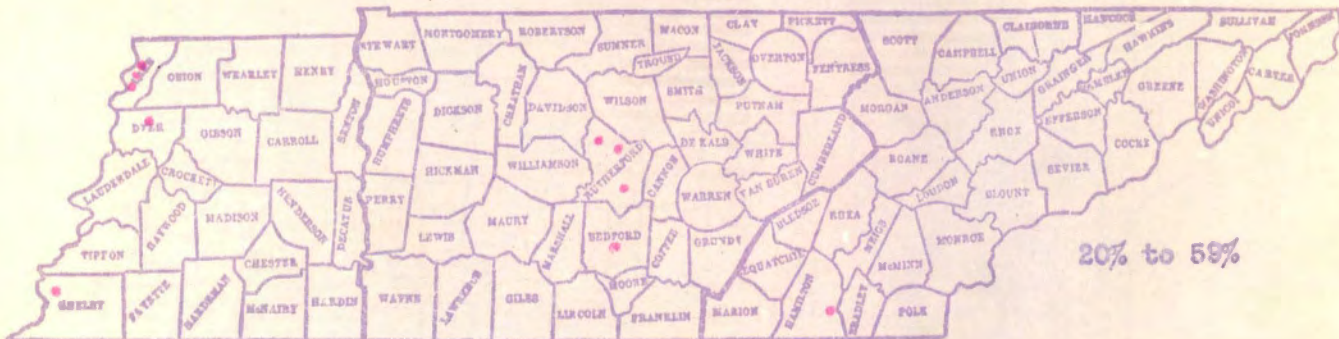 STEWART MONTGOMERY ROBERTSON SUMNER MACON CLAY PICKETT SCOTT CAMPBELL CLAIBORNE HANCOCK HAWKINS SULLIVAN JOHNSON
OBION WEAKLEY HENRY HOUSTON CHEATHAM TROUSD JACKSON OVERTON FENTRESS UNION GRAINGER HAMBLEN GREENE WASHINGTON CARTER UNICOI
DYER GIBSON CARROLL BENTON HUMPHREYS DICKSON DAVIDSON WILSON SMITH PUTNAM MORGAN ANDERSON KNOX JEFFERSON COCKE
LAUDERDALE CROCKET HAYWOOD MADISON HENDERSON DECATUR PERRY HICKMAN WILLIAMSON RUTHERFORD CANNON DE KALB WHITE CUMBERLAND ROANE LOUDON BLOUNT SEVIER
TIPTON CHESTER LEWIS MAURY MARSHALL BEDFORD COFFEE WARREN VAN BUREN GRUNDY BLEDSOE RHEA MEIGS McMINN MONROE
20% to 59%
SHELBY FAYETTE HARDEMAN McNAIRY HARDIN WAYNE LAWRENCE GILES LINCOLN MOORE FRANKLIN MARION SEQUATCHIE HAMILTON BRADLEY POLK